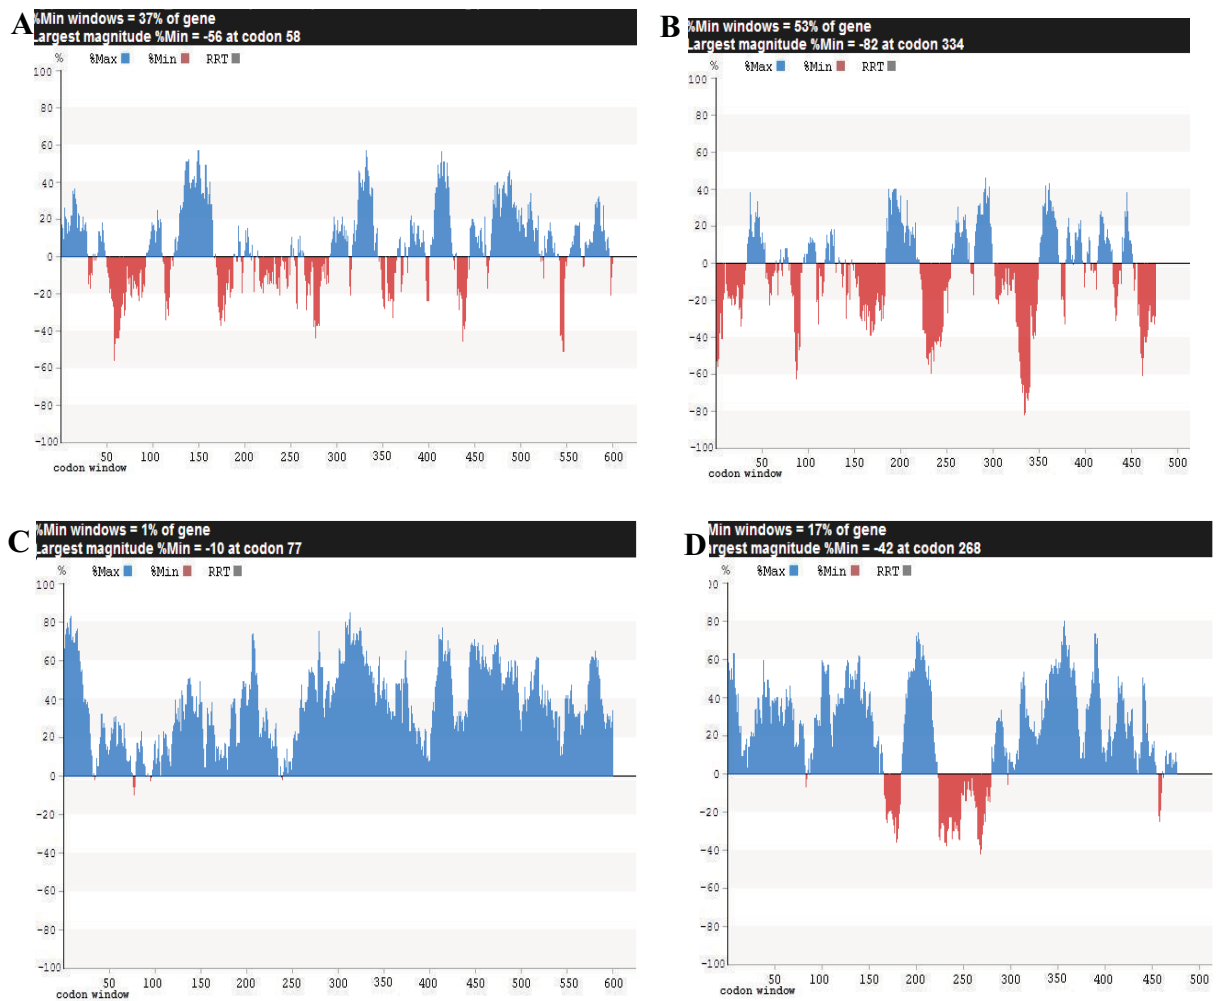 A
%Min windows = 37% of gene
Largest magnitude %Min = -56 at codon 58
% %Max %Min RRT
100
80
60
40
20
0
-20
-40
-60
-80
-100
50 100 150 200 250 300 350 400 450 500 550 600
codon window
B
%Min windows = 53% of gene
Largest magnitude %Min = -82 at codon 334
% %Max %Min RRT
100
80
60
40
20
0
-20
-40
-60
-80
-100
50 100 150 200 250 300 350 400 450 500
codon window
C
%Min windows = 1% of gene
Largest magnitude %Min = -10 at codon 77
% %Max %Min RRT
100
80
60
40
20
0
-20
-40
-60
-80
-100
50 100 150 200 250 300 350 400 450 500 550 600
codon window
D
Min windows = 17% of gene
rgest magnitude %Min = -42 at codon 268
% %Max %Min RRT
00
80
60
40
20
0
-20
-40
-60
-80
-100
50 100 150 200 250 300 350 400 450 500
codon window